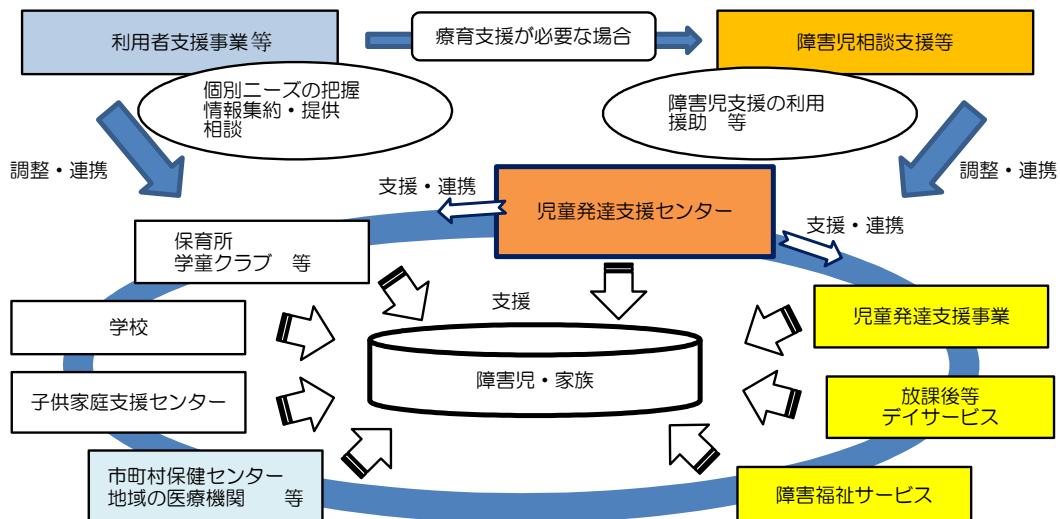 利用者支援事業等
療育支援が必要な場合
障害児相談支援等
個別ニーズの把握
情報集約・提供
相談
障害児支援の利用
援助　等
調整・連携
調整・連携
支援・連携
児童発達支援センター
支援・連携
保育所
学童クラブ　等
支援
学校
児童発達支援事業
障害児・家族
子供家庭支援センター
放課後等
デイサービス
市町村保健センター
地域の医療機関　　等
障害福祉サービス